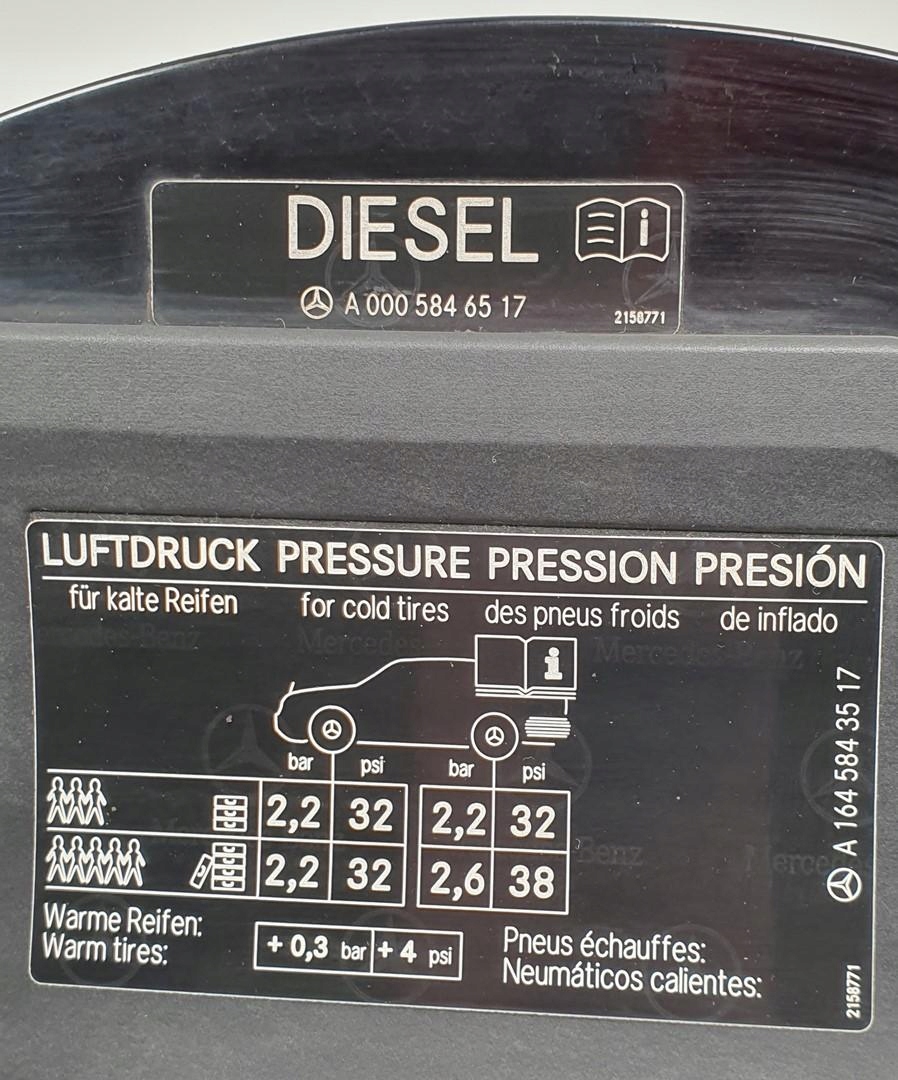 DIESEL i
A 000 584 65 17
2158771
LUFTDRUCK PRESSURE PRESSION PRESIÓN
für kalte Reifen for cold tires des pneus froids de inflado
i
bar psi bar psi
2,2 32 2,2 32
2,2 32 2,6 38
Warme Reifen:
Warm tires:
+ 0,3 bar + 4 psi
Pneus échauffes:
Neumáticos calientes:
A 164 584 35 17
2158771